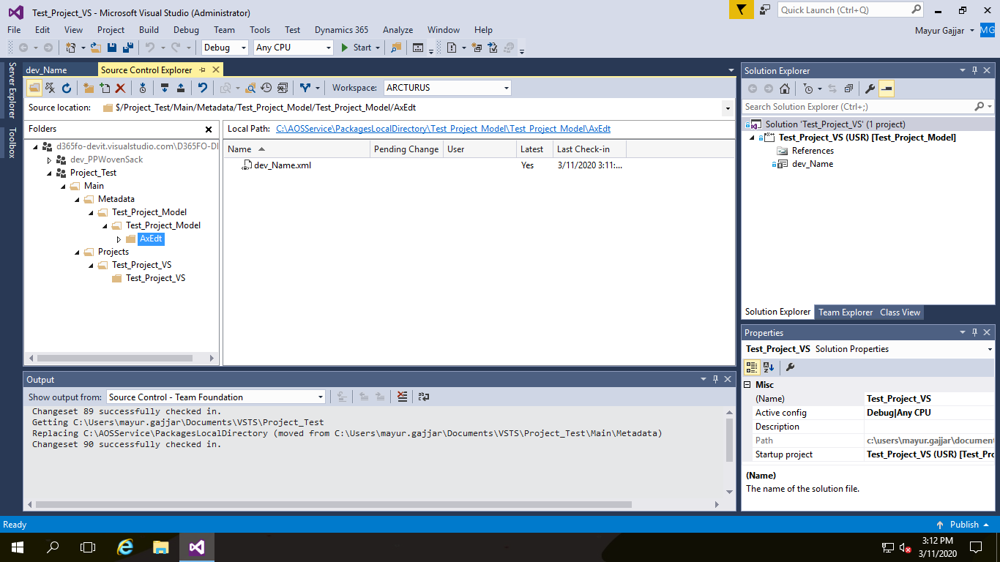 Test_Project_VS - Microsoft Visual Studio (Administrator)
Quick Launch (Ctrl+Q)
File Edit View Project Build Debug Team Tools Test Dynamics 365 Analyze Window Help
Mayur Gajjar MG
Debug Any CPU Start
Server Explorer
Toolbox
dev_Name Source Control Explorer
Workspace: ARCTURUS
Source location: $/Project_Test/Main/Metadata/Test_Project_Model/Test_Project_Model/AxEdt
Folders
d365fo-devit.visualstudio.com\D365FO-DE
dev_PPWovenSack
Project_Test
Main
Metadata
Test_Project_Model
Test_Project_Model
AxEdt
Projects
Test_Project_VS
Test_Project_VS
Local Path: C:\AOSService\PackagesLocalDirectory\Test_Project_Model\Test_Project_Model\AxEdt
Name Pending Change User Latest Last Check-in
dev_Name.xml Yes 3/11/2020 3:11:...
Output
Show output from: Source Control - Team Foundation
Changeset 89 successfully checked in.
Getting C:\Users\mayur.gajjar\Documents\VSTS\Project_Test
Replacing C:\AOSService\PackagesLocalDirectory (moved from C:\Users\mayur.gajjar\Documents\VSTS\Project_Test\Main\Metadata)
Changeset 90 successfully checked in.
Solution Explorer
Search Solution Explorer (Ctrl+;)
Solution 'Test_Project_VS' (1 project)
Test_Project_VS (USR) [Test_Project_Model]
References
dev_Name
Solution Explorer Team Explorer Class View
Properties
Test_Project_VS Solution Properties
Misc
(Name) Test_Project_VS
Active config Debug|Any CPU
Description
Path c:\users\mayur.gajjar\document
Startup project Test_Project_VS (USR) [Test_Pro
(Name)
The name of the solution file.
Ready
Publish
3:12 PM
3/11/2020